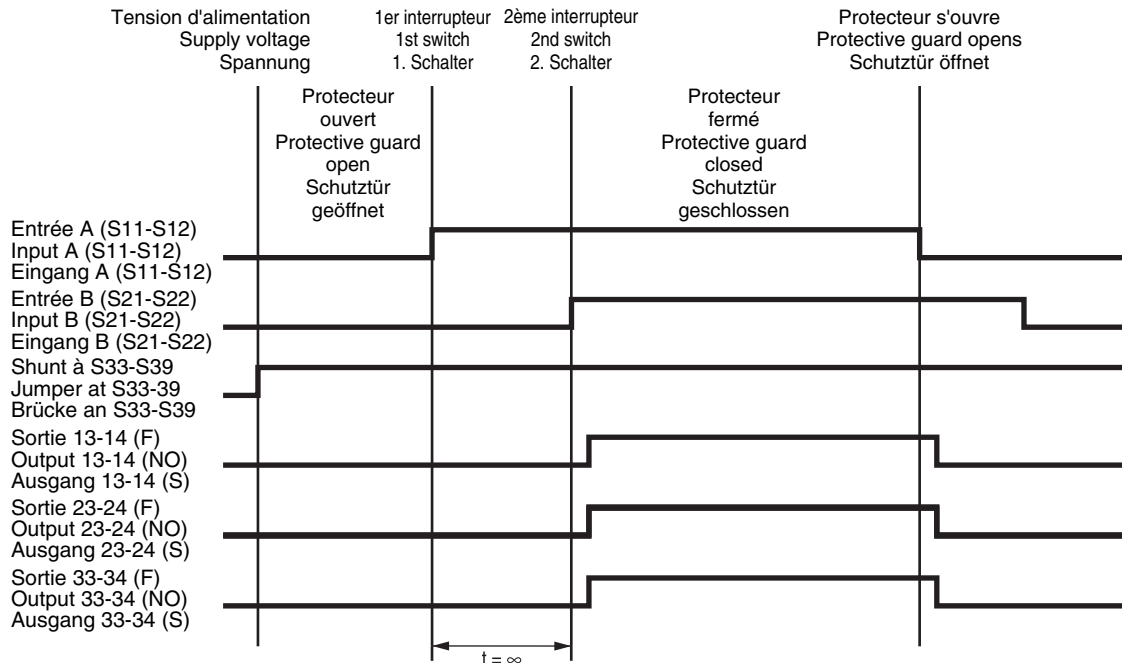 Tension d'alimentation
Supply voltage
Spannung
1er interrupteur
1st switch
1. Schalter
2ème interrupteur
2nd switch
2. Schalter
Protecteur s'ouvre
Protective guard opens
Schutztür öffnet
Protecteur
ouvert
Protective guard
open
Schutztür
geöffnet
Protecteur
fermé
Protective guard
closed
Schutztür
geschlossen
Entrée A (S11-S12)
Input A (S11-S12)
Eingang A (S11-S12)
Entrée B (S21-S22)
Input B (S21-S22)
Eingang B (S21-S22)
Shunt à S33-S39
Jumper at S33-39
Brücke an S33-S39
Sortie 13-14 (F)
Output 13-14 (NO)
Ausgang 13-14 (S)
Sortie 23-24 (F)
Output 23-24 (NO)
Ausgang 23-24 (S)
Sortie 33-34 (F)
Output 33-34 (NO)
Ausgang 33-34 (S)
t = ∞